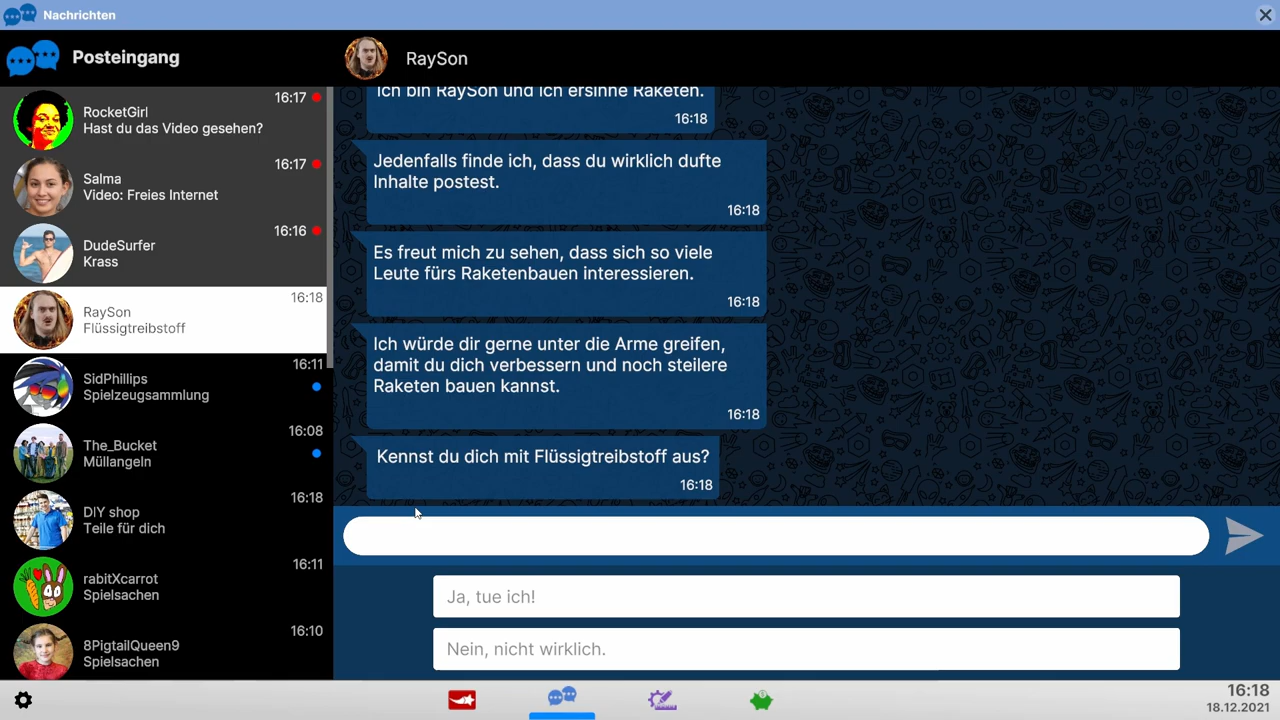 Nachrichten
Posteingang
RaySon
16:17
RocketGirl
Hast du das Video gesehen?
16:17
Salma
Video: Freies Internet
16:16
DudeSurfer
Krass
16:18
RaySon
Flüssigtreibstoff
16:11
SidPhillips
Spielzeugsammlung
16:08
The_Bucket
Müllangeln
16:18
DIY shop
Teile für dich
16:11
rabitXcarrot
Spielsachen
16:10
8PigtailQueen9
Spielsachen
Ich bin RaySon und ich ersinne Raketen.
16:18
Jedenfalls finde ich, dass du wirklich dufte
Inhalte postest.
16:18
Es freut mich zu sehen, dass sich so viele
Leute fürs Raketenbauen interessieren.
16:18
Ich würde dir gerne unter die Arme greifen,
damit du dich verbessern und noch steilere
Raketen bauen kannst.
16:18
Kennst du dich mit Flüssigtreibstoff aus?
16:18
Ja, tue ich!
Nein, nicht wirklich.
16:18
18.12.2021